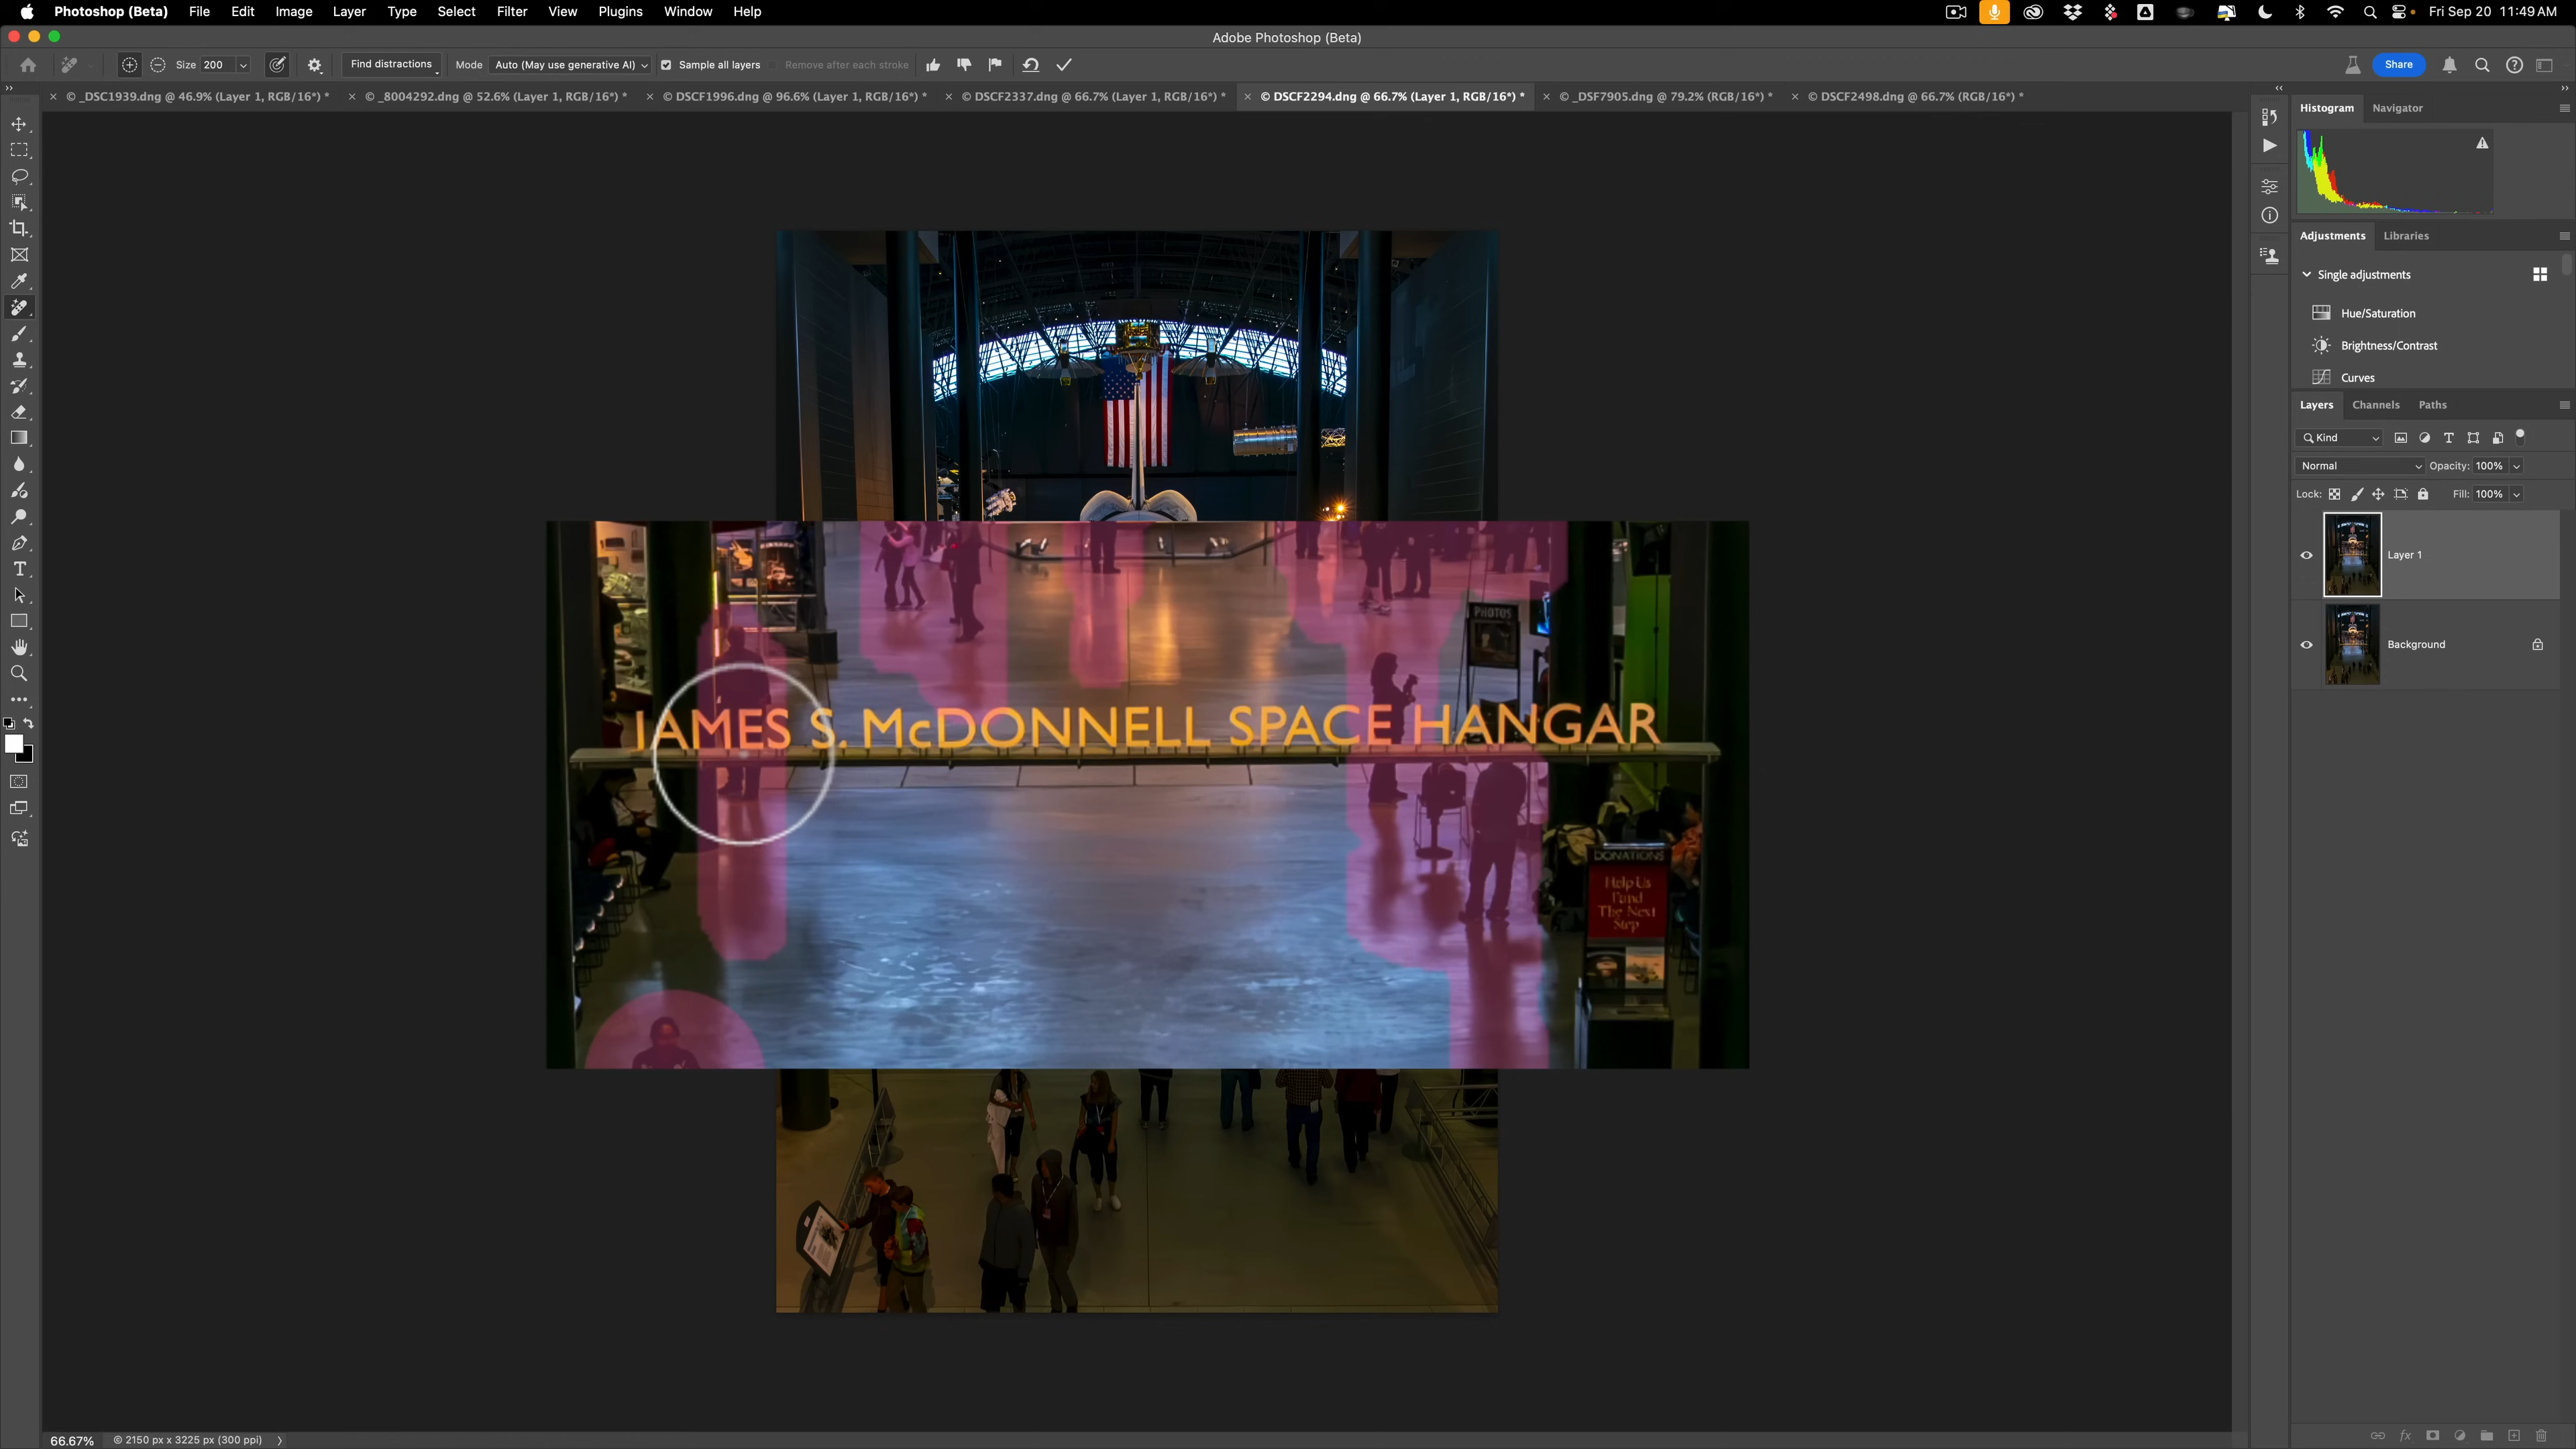 Photoshop (Beta) File Edit Image Layer Type Select Filter View Plugins Window Help Fri Sep 20 11:49 AM
Adobe Photoshop (Beta)
Size 200 Find distractions Mode Auto (May use generative AI) Sample all layers Remove after each stroke Share
© _DSC1939.dng @ 46.9% (Layer 1, RGB/16*) * © _8004292.dng @ 52.6% (Layer 1, RGB/16*) * © DSCF1996.dng @ 96.6% (Layer 1, RGB/16*) * © DSCF2337.dng @ 66.7% (Layer 1, RGB/16*) * © DSCF2294.dng @ 66.7% (Layer 1, RGB/16*) * © _DSF7905.dng @ 79.2% (RGB/16*) * © DSCF2498.dng @ 66.7% (RGB/16*) *
Histogram Navigator
Adjustments Libraries
Single adjustments
Hue/Saturation
Brightness/Contrast
Curves
Layers Channels Paths
Kind
Normal Opacity: 100%
Lock: Fill: 100%
Layer 1
Background
PHOTOS
JAMES S. McDONNELL SPACE HANGAR
DONATIONS
Help Us
Fund
The Next
Step
66.67% © 2150 px x 3225 px (300 ppi)